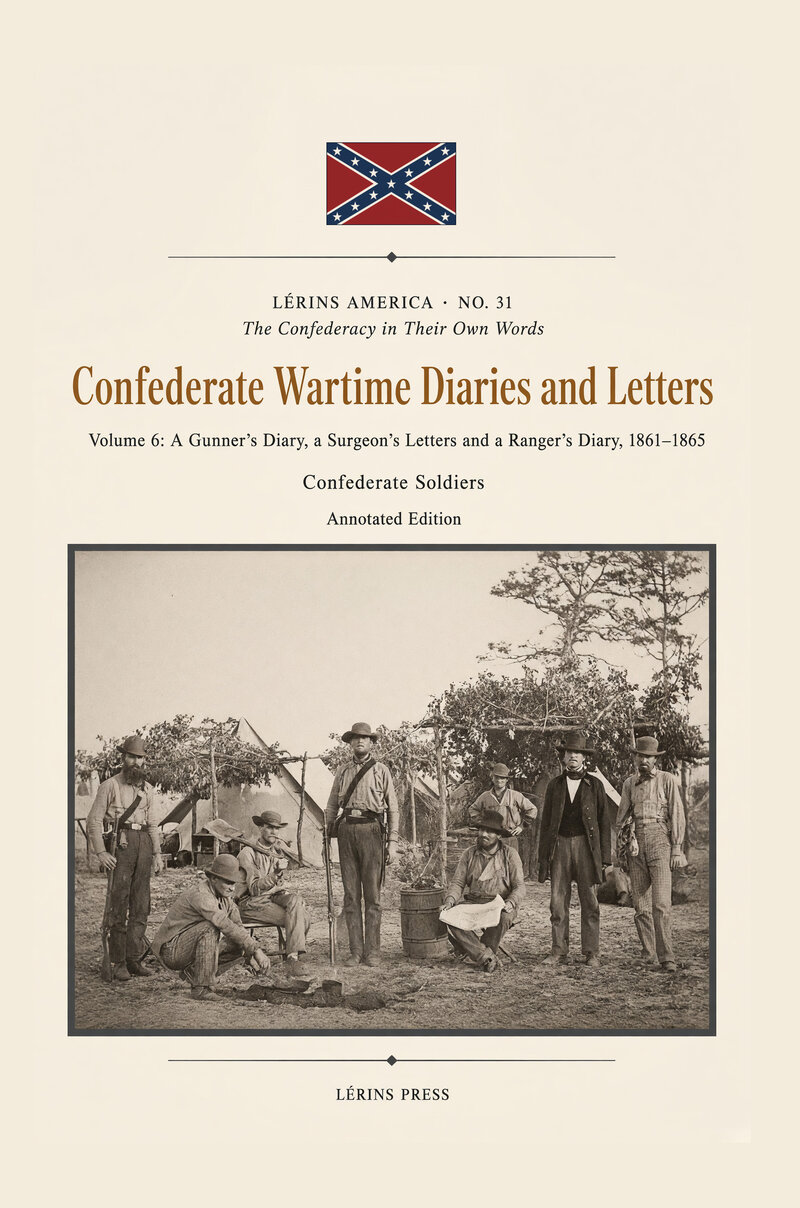 LÉRINS AMERICA · NO. 31
The Confederacy in Their Own Words
Confederate Wartime Diaries and Letters
Volume 6: A Gunner’s Diary, a Surgeon’s Letters and a Ranger’s Diary, 1861–1865
Confederate Soldiers
Annotated Edition
LÉRINS PRESS